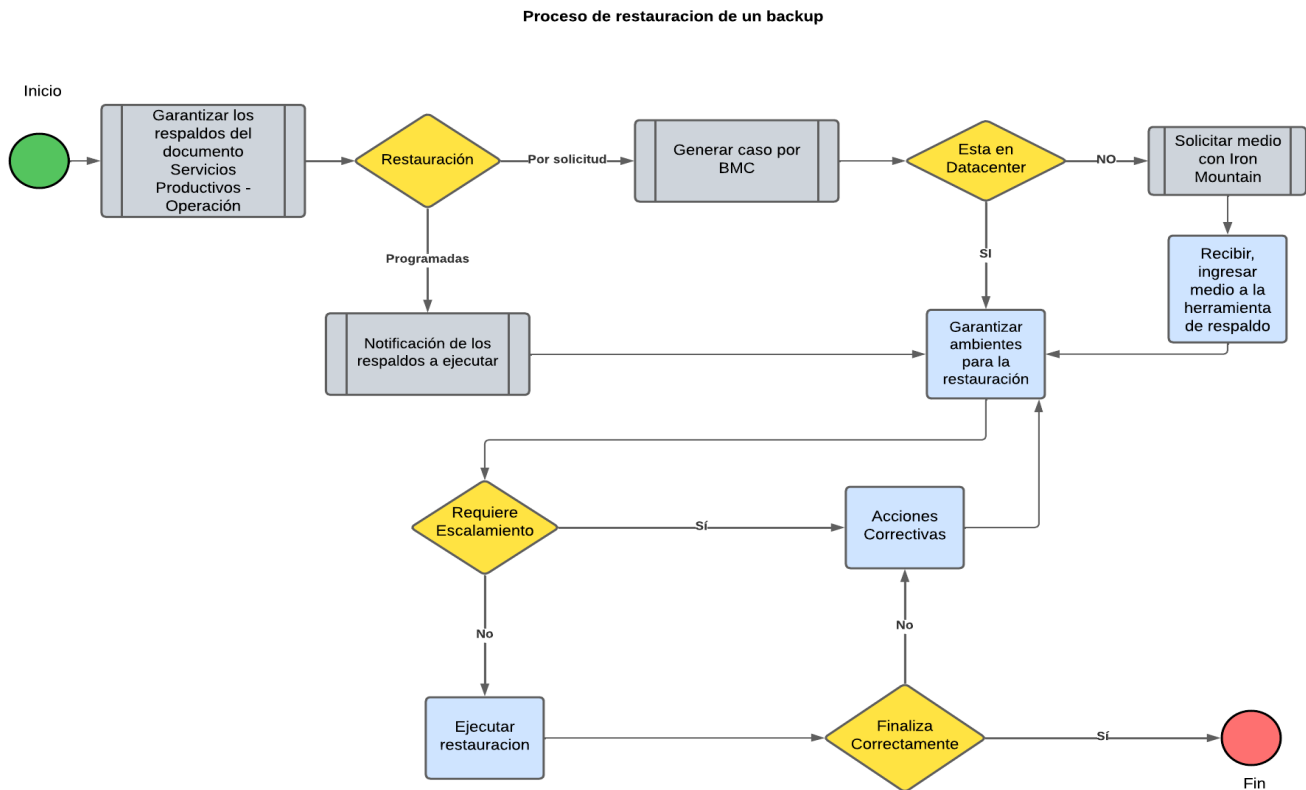 Proceso de restauracion de un backup
Inicio
Garantizar los
respaldos del
documento
Servicios
Productivos -
Operación
Restauración
Por solicitud
Generar caso por
BMC
Esta en
Datacenter
NO
Solicitar medio
con Iron
Mountain
Programadas
SI
Recibir,
ingresar
medio a la
herramienta
de respaldo
Notificación de los
respaldos a ejecutar
Garantizar
ambientes
para la
restauración
Requiere
Escalamiento
Sí
Acciones
Correctivas
No
No
Ejecutar
restauracion
Finaliza
Correctamente
Sí
Fin